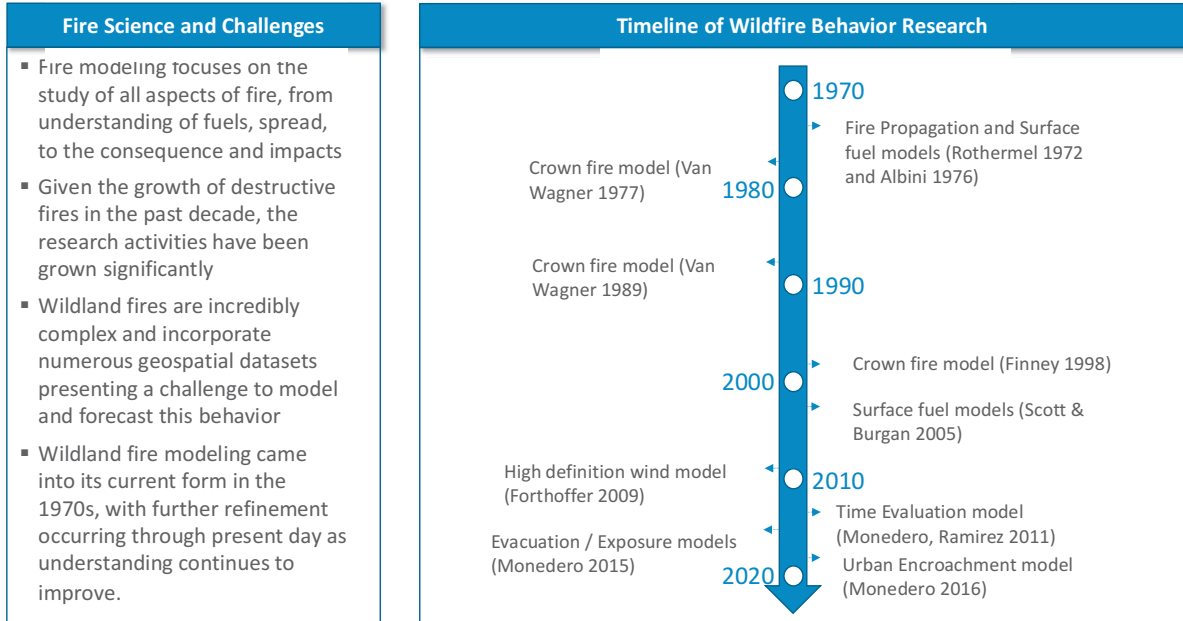 Fire Science and Challenges
▪ Fire modeling focuses on the
study of all aspects of fire, from
understanding of fuels, spread,
to the consequence and impacts
▪ Given the growth of destructive
fires in the past decade, the
research activities have been
grown significantly
▪ Wildland fires are incredibly
complex and incorporate
numerous geospatial datasets
presenting a challenge to model
and forecast this behavior
▪ Wildland fire modeling came
into its current form in the
1970s, with further refinement
occurring through present day as
understanding continues to
improve.
Timeline of Wildfire Behavior Research
1970
Fire Propagation and Surface
fuel models (Rothermel 1972
and Albini 1976)
Crown fire model (Van
Wagner 1977)
1980
Crown fire model (Van
Wagner 1989)
1990
Crown fire model (Finney 1998)
2000
Surface fuel models (Scott &
Burgan 2005)
High definition wind model
(Forthoffer 2009)
2010
Time Evaluation model
(Monedero, Ramirez 2011)
Evacuation / Exposure models
(Monedero 2015)
Urban Encroachment model
(Monedero 2016)
2020